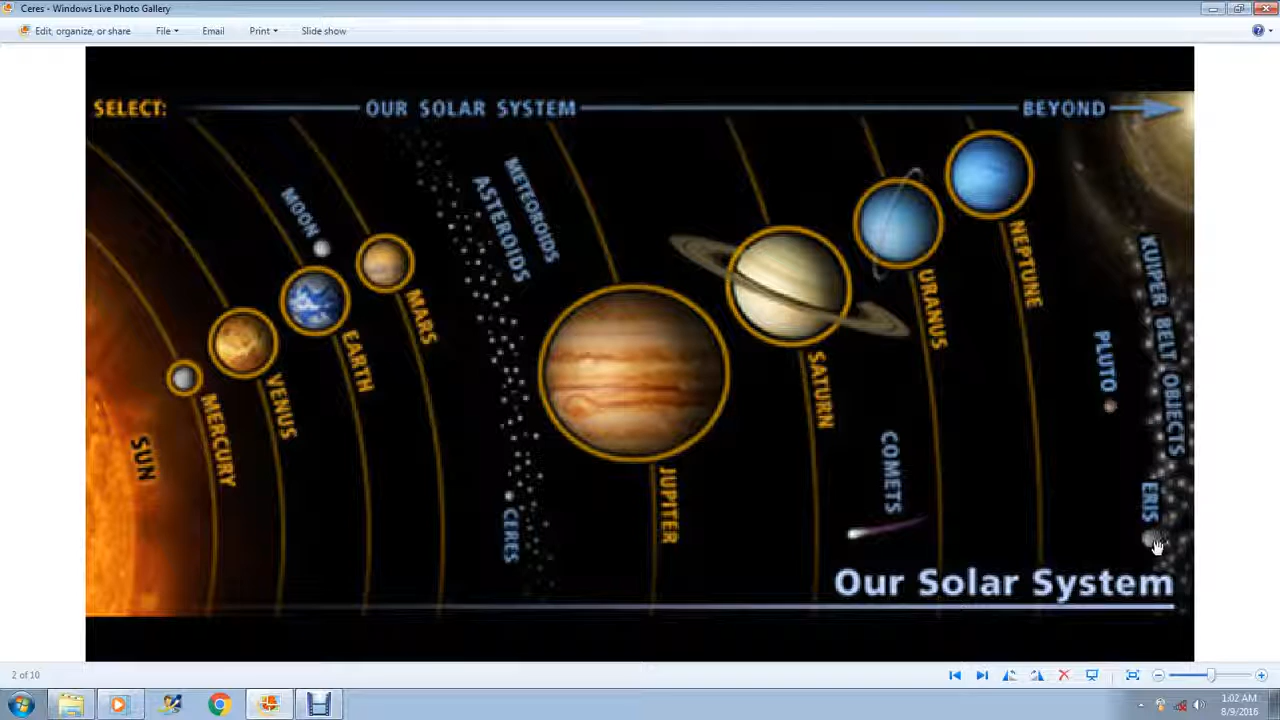 Ceres - Windows Live Photo Gallery
Edit, organize, or share
File
Email
Print
Slide show
SELECT:
OUR SOLAR SYSTEM
BEYOND
SUN
MERCURY
VENUS
MOON
EARTH
MARS
METEOROIDS
ASTEROIDS
CERES
JUPITER
SATURN
COMETS
URANUS
NEPTUNE
PLUTO
KUIPER BELT OBJECTS
ERIS
Our Solar System
2 of 10
1:02 AM
8/9/2016